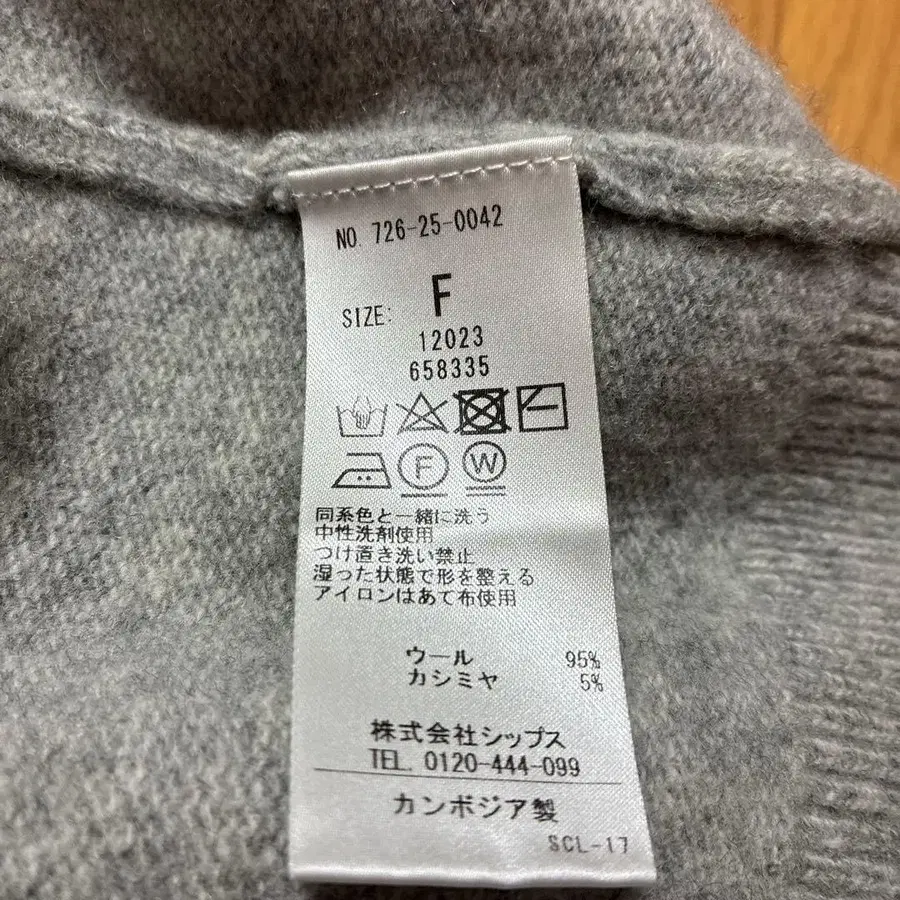 NO. 726-25-0042
SIZE: F
12023
658335
F W
同系色と一緒に洗う
中性洗剤使用
つけ置き洗い禁止
湿った状態で形を整える
アイロンはあて布使用
ウール 95%
カシミヤ 5%
株式会社シップス
TEL. 0120-444-099
カンボジア製
SCL-17